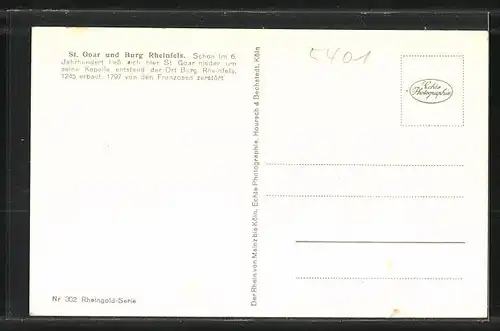 St. Goar und Burg Rheinfels. Schon im 6.
Jahrhundert ließ sich hier St. Goar nieder um
seine Kapelle entstand der Ort Burg Rheinfels,
1245 erbaut, 1797 von den Franzosen zerstört
5401
Echte
Photographie
Der Rhein von Mainz bis Köln. Echte Photographie, Hoursch & Bechstedt, Köln
Nr. 302 Rheingold-Serie